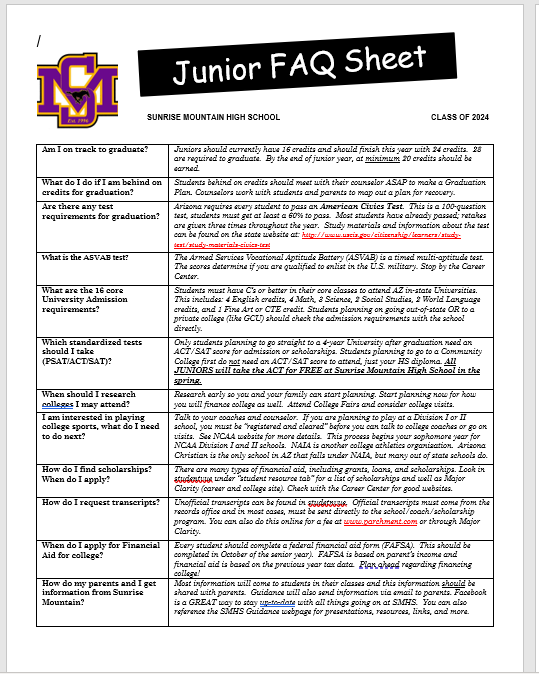 /
SM
Est. 1996
Junior FAQ Sheet
SUNRISE MOUNTAIN HIGH SCHOOL CLASS OF 2024
Am I on track to graduate?
Juniors should currently have 16 credits and should finish this year with 24 credits.
are required to graduate. By the end of junior year, at minimum 20 credits should be
earned.
What do I do if I am behind on
credits for graduation?
Students behind on credits should meet with their counselor ASAP to make a Graduation
Plan. Counselors work with students and parents to map out a plan for recovery.
Are there any test
requirements for graduation?
Arizona requires every student to pass an American Civics Test. This is a 100-question
test, students must get at least a 60% to pass. Most students have already passed; retakes
are given three times throughout the year. Study materials and information about the test
can be found on the state website at: http://www.uscis.gov/citizenship/learners/study-
test/study-materials-civics-test
What is the ASVAB test?
The Armed Services Vocational Aptitude Battery (ASVAB) is a timed multi-aptitude test.
The scores determine if you are qualified to enlist in the U.S. military. Stop by the Career
Center.
What are the 16 core
University Admission
requirements?
Students must have C's or better in their core classes to attend AZ in-state Universities.
This includes: 4 English credits, 4 Math, 3 Science, 2 Social Studies, 2 World Language
credits, and 1 Fine Art or CTE credit. Students planning on going out-of-state OR to a
private college (like GCU) should check the admission requirements with the school
directly.
Which standardized tests
should I take
(PSAT/ACT/SAT)?
Only students planning to go straight to a 4-year University after graduation need an
ACT/SAT score for admission or scholarships. Students planning to go to a Community
College first do not need an ACT/SAT score to attend, just your HS diploma. All
JUNIORS will take the ACT for FREE at Sunrise Mountain High School in the
spring.
When should I research
colleges I may attend?
Research early so you and your family can start planning. Start planning now for how
you will finance college as well. Attend College Fairs and consider college visits.
I am interested in playing
college sports, what do I need
to do next?
Talk to your coaches and counselor. If you are planning to play at a Division I or II
school, you must be "registered and cleared" before you can talk to college coaches or go on
visits. See NCAA website for more details. This process begins your sophomore year for
NCAA Division I and II schools. NAIA is another college athletics organization. Arizona
Christian is the only school in AZ that falls under NAIA, but many out of state schools do.
How do I find scholarships?
When do I apply?
There are many types of financial aid, including grants, loans, and scholarships. Look in
studentvue under "student resource tab" for a list of scholarships as well as Major
Clarity (career and college site). Check with the Career Center for good websites.
How do I request transcripts?
Unofficial transcripts can be found in studentvue. Official transcripts must come from the
records office and in most cases, must be sent directly to the school/coach/scholarship
program. You can also do this online for a fee at www.parchment.com or through Major
Clarity.
When do I apply for Financial
Aid for college?
Every student should complete a federal financial aid form (FAFSA). This should be
completed in October of the senior year). FAFSA is based on parent's income and
financial aid is based on the previous year tax data. Plan ahead regarding financing
college!
How do my parents and I get
information from Sunrise
Mountain?
Most information will come to students in their classes and this information should be
shared with parents. Guidance will also send information via email to parents. Facebook
is a GREAT way to stay up-to-date with all things going on at SMHS. You can also
reference the SMHS Guidance webpage for presentations, resources, links, and more.